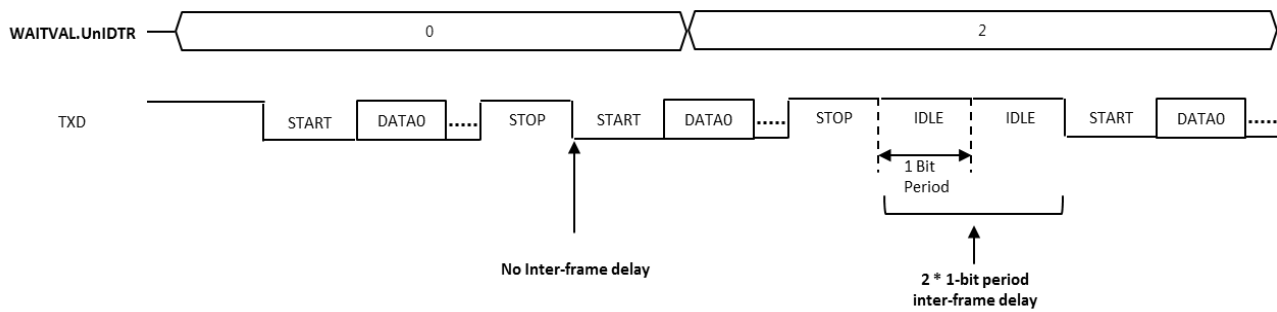 WAITVAL.UnIDTR 0 2
TXD START DATA0 ..... STOP START DATA0 ..... STOP IDLE IDLE START DATA0 .....
1 Bit
Period
No Inter-frame delay
2 * 1-bit period
inter-frame delay